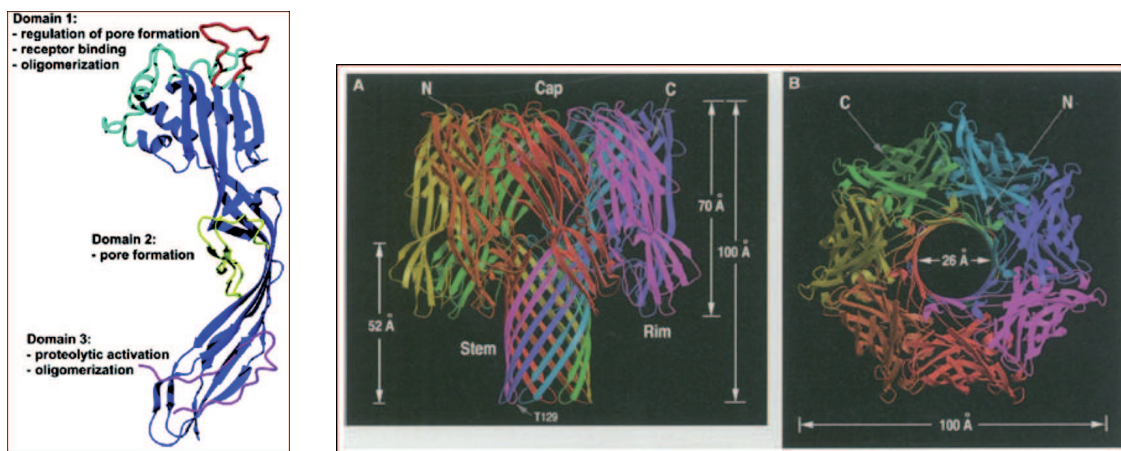 Domain 1:
- regulation of pore formation
- receptor binding
- oligomerization
Domain 2:
- pore formation
Domain 3:
- proteolytic activation
- oligomerization
A
N
Cap
C
70 Å
100 Å
52 Å
Stem
Rim
T129
B
C
N
26 Å
100 Å